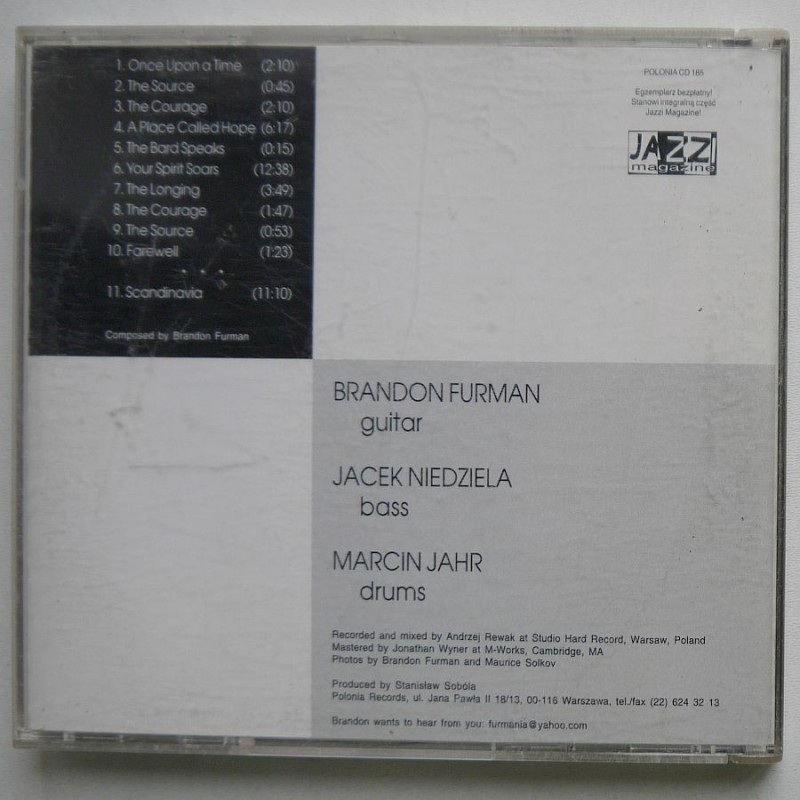 1. Once Upon a Time (2:10)
2. The Source (0:45)
3. The Courage (2:10)
4. A Place Called Hope (6:17)
5. The Bard Speaks (0:15)
6. Your Spirit Soars (12:38)
7. The Longing (3:49)
8. The Courage (1:47)
9. The Source (0:53)
10. Farewell (1:23)
• • •
11. Scandinavia (11:10)
Composed by Brandon Furman
POLONIA CD 185
Egzemplarz bezpłatny!
Stanowi integralną część
Jazzi Magazine!
JAZZI
magazine
BRANDON FURMAN
guitar
JACEK NIEDZIELA
bass
MARCIN JAHR
drums
Recorded and mixed by Andrzej Rewak at Studio Hard Record, Warsaw, Poland
Mastered by Jonathan Wyner at M-Works, Cambridge, MA
Photos by Brandon Furman and Maurice Solkov
Produced by Stanisław Sobóla
Polonia Records, ul. Jana Pawła II 18/13, 00-116 Warszawa, tel./fax (22) 624 32 13
Brandon wants to hear from you: furmania@yahoo.com